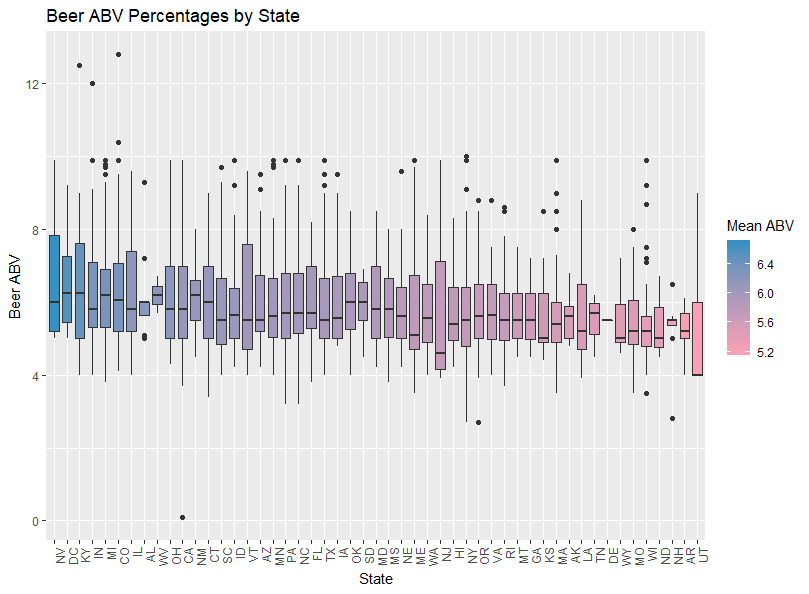 Beer ABV Percentages by State
Beer ABV
12
8
4
0
NV DC KY IN MI CO IL AL WV OH CA NM CT SC ID VT AZ MN PA NC FL TX IA OK SD MD MS NE ME WA NJ HI NY OR VA RI MT GA KS MA AK LA TN DE WY MO WI ND NH AR UT
State
Mean ABV
6.4
6.0
5.6
5.2